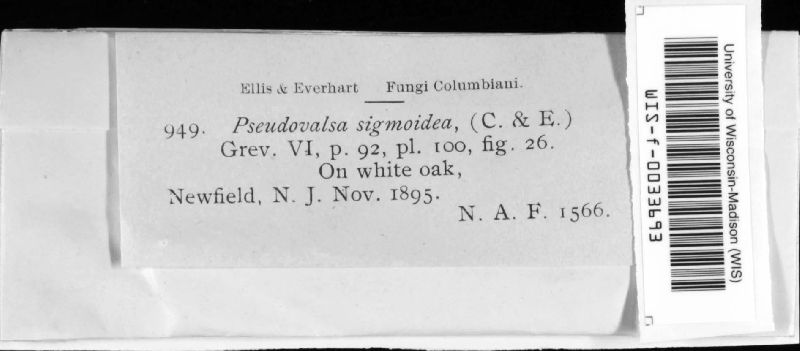 Ellis & Everhart Fungi Columbiani.
949. Pseudovalsa sigmoidea, (C. & E.)
Grev. VI, p. 92, pl. 100, fig. 26.
On white oak,
Newfield, N. J. Nov. 1895.
N. A. F. 1566.
University of Wisconsin-Madison (WIS)
WIS-f-0033963